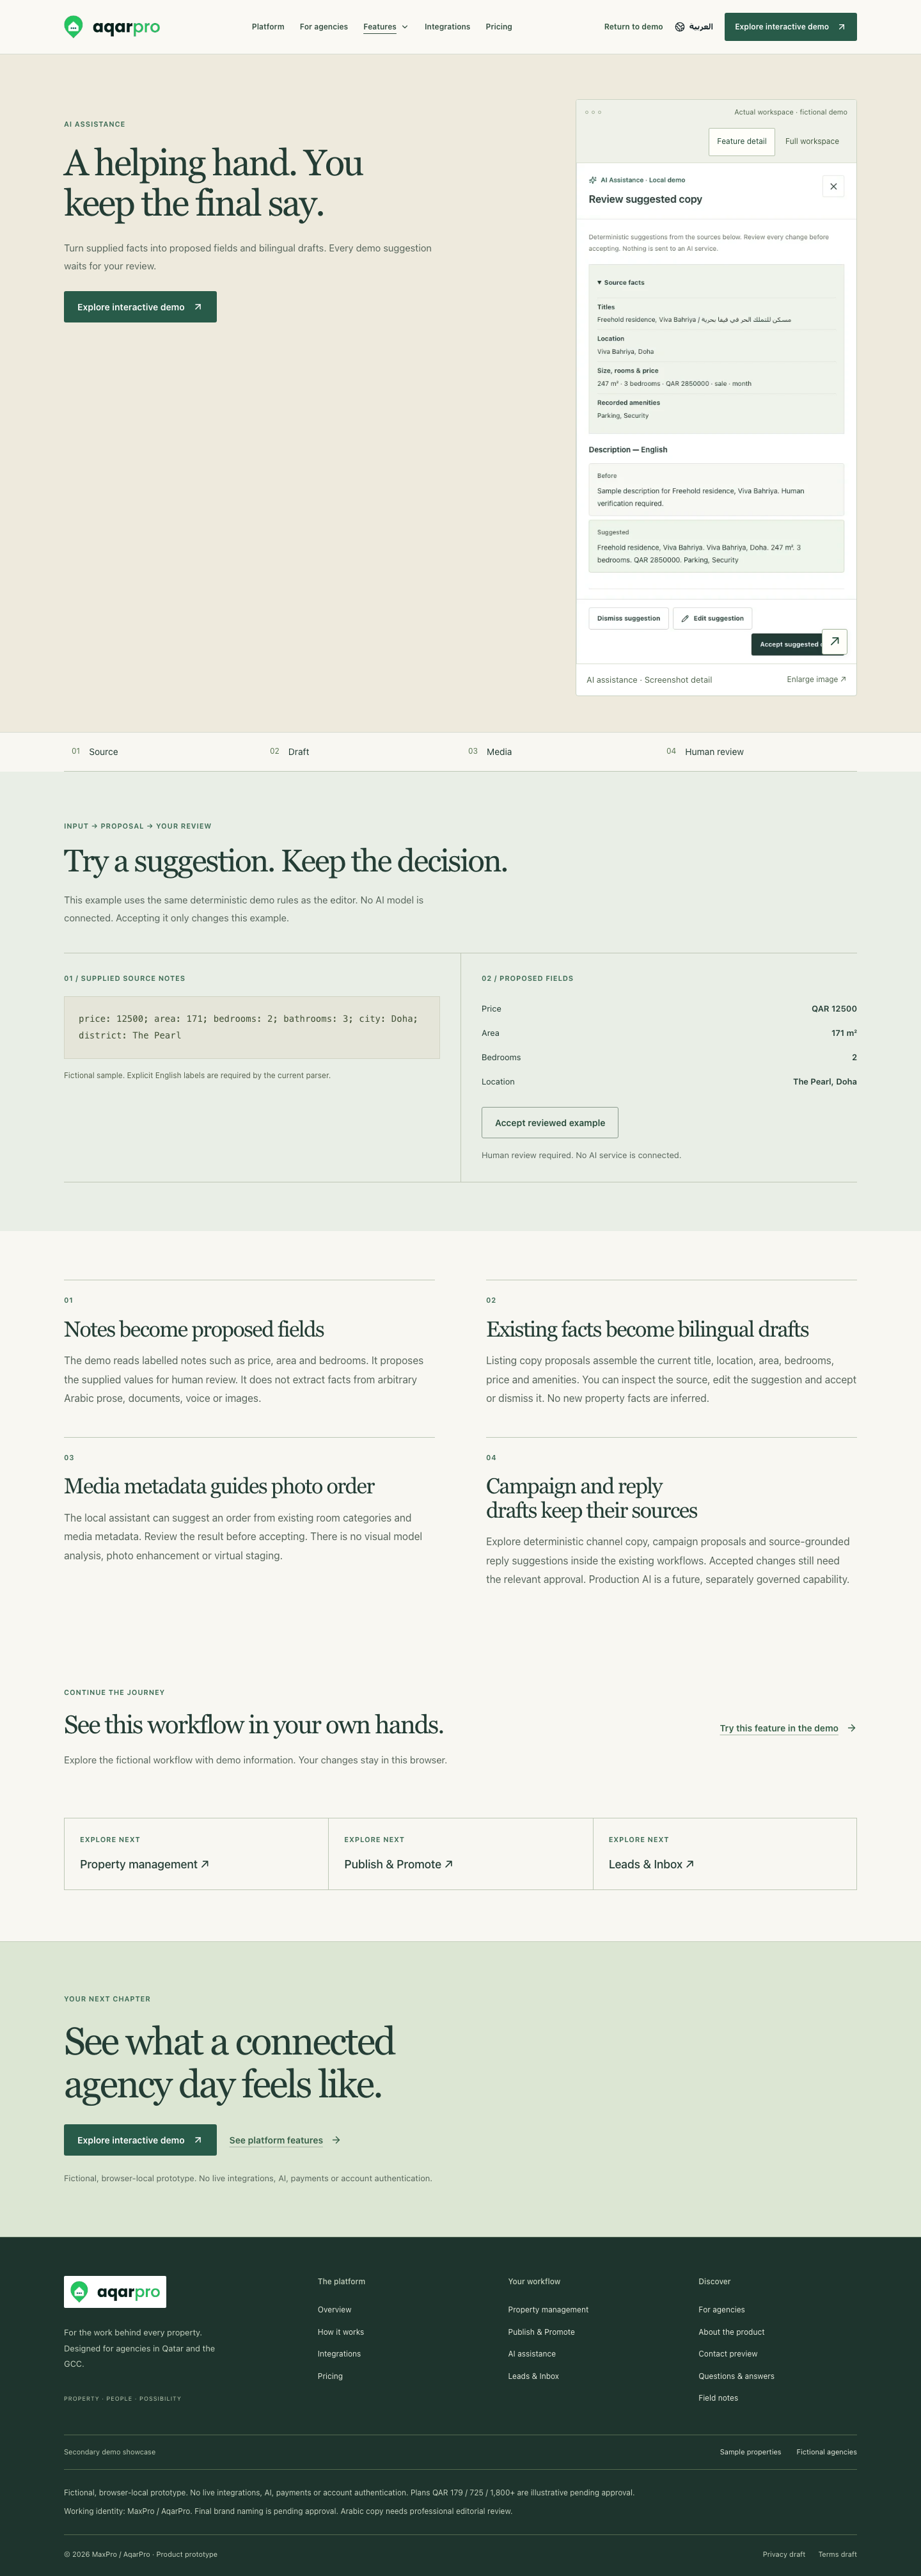 aqarpro
Platform
For agencies
Features
Integrations
Pricing
Return to demo
العربية
Explore interactive demo
AI ASSISTANCE
A helping hand. You
keep the final say.
Turn supplied facts into proposed fields and bilingual drafts. Every demo suggestion
waits for your review.
Explore interactive demo
Actual workspace · fictional demo
Feature detail
Full workspace
AI Assistance · Local demo
Review suggested copy
Deterministic suggestions from the sources below. Review every change before
accepting. Nothing is sent to an AI service.
Source facts
Titles
Freehold residence, Viva Bahriya / مسكن للتملك الحر في فيفا بحرية
Location
Viva Bahriya, Doha
Size, rooms & price
247 m² · 3 bedrooms · QAR 2850000 · sale · month
Recorded amenities
Parking, Security
Description — English
Before
Sample description for Freehold residence, Viva Bahriya. Human
verification required.
Suggested
Freehold residence, Viva Bahriya. Viva Bahriya, Doha. 247 m². 3
bedrooms. QAR 2850000. Parking, Security
Dismiss suggestion
Edit suggestion
Accept suggested
AI assistance · Screenshot detail
Enlarge image ↗
01 Source
02 Draft
03 Media
04 Human review
INPUT → PROPOSAL → YOUR REVIEW
Try a suggestion. Keep the decision.
This example uses the same deterministic demo rules as the editor. No AI model is
connected. Accepting it only changes this example.
01 / SUPPLIED SOURCE NOTES
price: 12500; area: 171; bedrooms: 2; bathrooms: 3; city: Doha;
district: The Pearl
Fictional sample. Explicit English labels are required by the current parser.
02 / PROPOSED FIELDS
Price QAR 12500
Area 171 m²
Bedrooms 2
Location The Pearl, Doha
Accept reviewed example
Human review required. No AI service is connected.
01
Notes become proposed fields
The demo reads labelled notes such as price, area and bedrooms. It proposes
the supplied values for human review. It does not extract facts from arbitrary
Arabic prose, documents, voice or images.
02
Existing facts become bilingual drafts
Listing copy proposals assemble the current title, location, area, bedrooms,
price and amenities. You can inspect the source, edit the suggestion and accept
or dismiss it. No new property facts are inferred.
03
Media metadata guides photo order
The local assistant can suggest an order from existing room categories and
media metadata. Review the result before accepting. There is no visual model
analysis, photo enhancement or virtual staging.
04
Campaign and reply
drafts keep their sources
Explore deterministic channel copy, campaign proposals and source-grounded
reply suggestions inside the existing workflows. Accepted changes still need
the relevant approval. Production AI is a future, separately governed capability.
CONTINUE THE JOURNEY
See this workflow in your own hands.
Explore the fictional workflow with demo information. Your changes stay in this browser.
Try this feature in the demo →
EXPLORE NEXT
Property management ↗
EXPLORE NEXT
Publish & Promote ↗
EXPLORE NEXT
Leads & Inbox ↗
YOUR NEXT CHAPTER
See what a connected
agency day feels like.
Explore interactive demo
See platform features →
Fictional, browser-local prototype. No live integrations, AI, payments or account authentication.
aqarpro
For the work behind every property.
Designed for agencies in Qatar and the
GCC.
PROPERTY · PEOPLE · POSSIBILITY
The platform
Overview
How it works
Integrations
Pricing
Your workflow
Property management
Publish & Promote
AI assistance
Leads & Inbox
Discover
For agencies
About the product
Contact preview
Questions & answers
Field notes
Secondary demo showcase
Sample properties
Fictional agencies
Fictional, browser-local prototype. No live integrations, AI, payments or account authentication. Plans QAR 179 / 725 / 1,800+ are illustrative pending approval.
Working identity: MaxPro / AqarPro. Final brand naming is pending approval. Arabic copy needs professional editorial review.
© 2026 MaxPro / AqarPro · Product prototype
Privacy draft
Terms draft